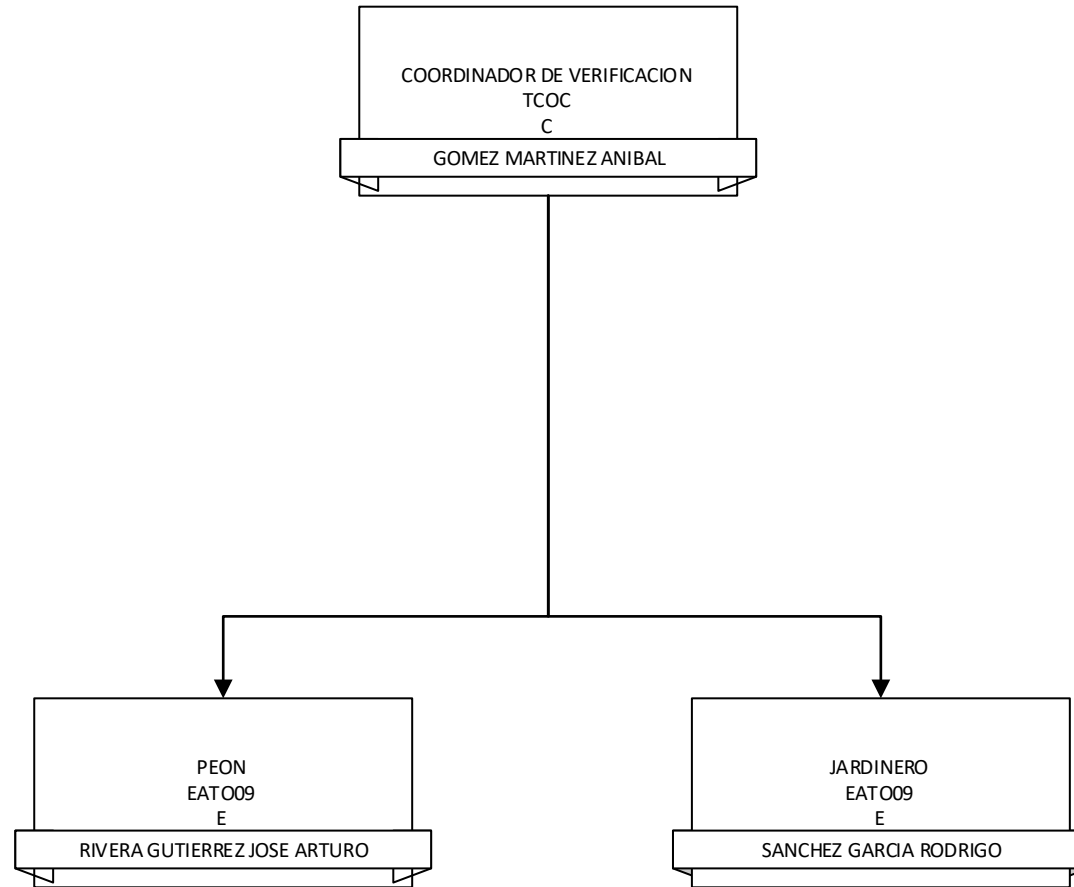 COORDINADOR DE VERIFICACION
TCOC
C
GOMEZ MARTINEZ ANIBAL
PEON
EATO09
E
RIVERA GUTIERREZ JOSE ARTURO
JARDINERO
EATO09
E
SANCHEZ GARCIA RODRIGO